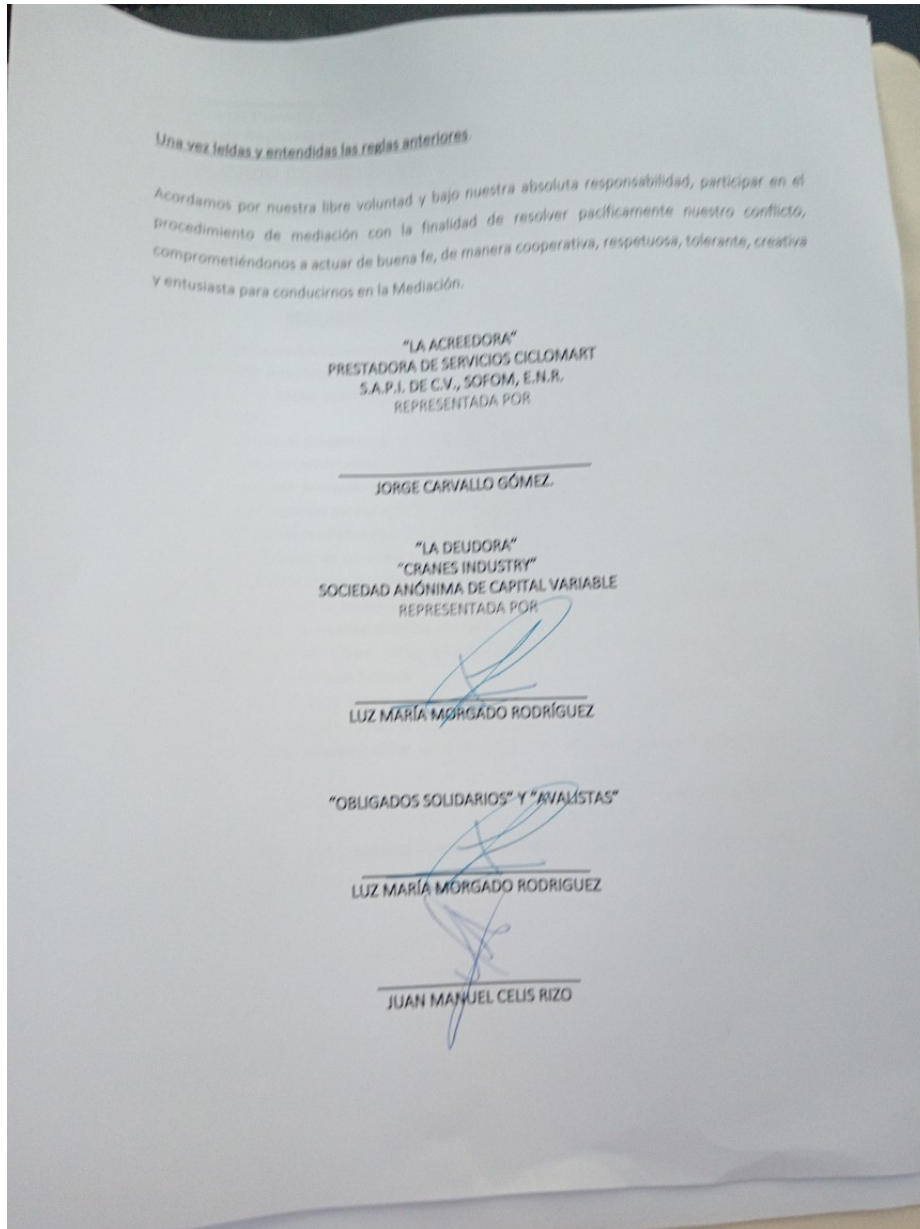 Una vez leídas y entendidas las reglas anteriores.
Acordamos por nuestra libre voluntad y bajo nuestra absoluta responsabilidad, participar en el
procedimiento de mediación con la finalidad de resolver pacíficamente nuestro conflicto,
comprometiéndonos a actuar de buena fe, de manera cooperativa, respetuosa, tolerante, creativa
y entusiasta para conducirnos en la Mediación.
"LA ACREEDORA"
PRESTADORA DE SERVICIOS CICLOMART
S.A.P.I. DE C.V., SOFOM, E.N.R.
REPRESENTADA POR
JORGE CARVALLO GÓMEZ.
"LA DEUDORA"
"CRANES INDUSTRY"
SOCIEDAD ANÓNIMA DE CAPITAL VARIABLE
REPRESENTADA POR
LUZ MARÍA MORGADO RODRÍGUEZ
"OBLIGADOS SOLIDARIOS" Y "AVALISTAS"
LUZ MARÍA MORGADO RODRIGUEZ
JUAN MANUEL CELIS RIZO